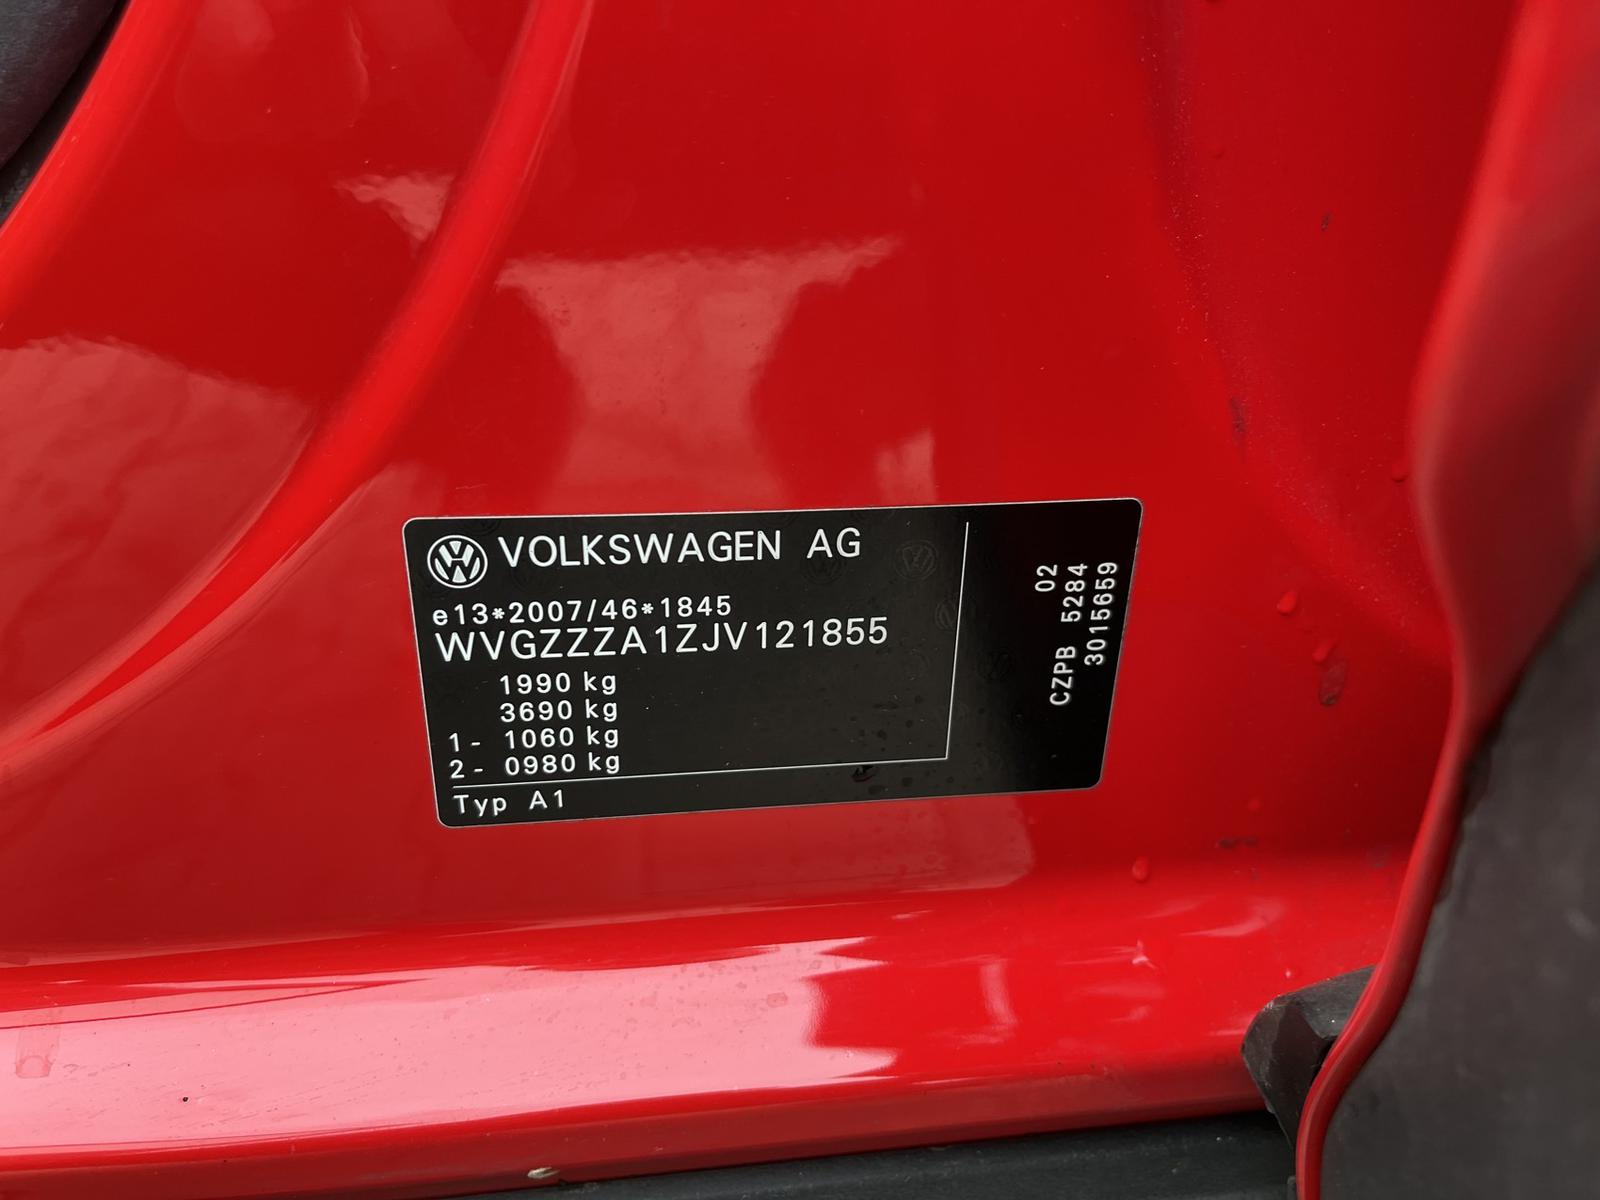 VOLKSWAGEN AG
e13*2007/46*1845
WVGZZZA1ZJV121855
1990 kg
3690 kg
1- 1060 kg
2- 0980 kg
Typ A1
02
CZPB 5284
3015659